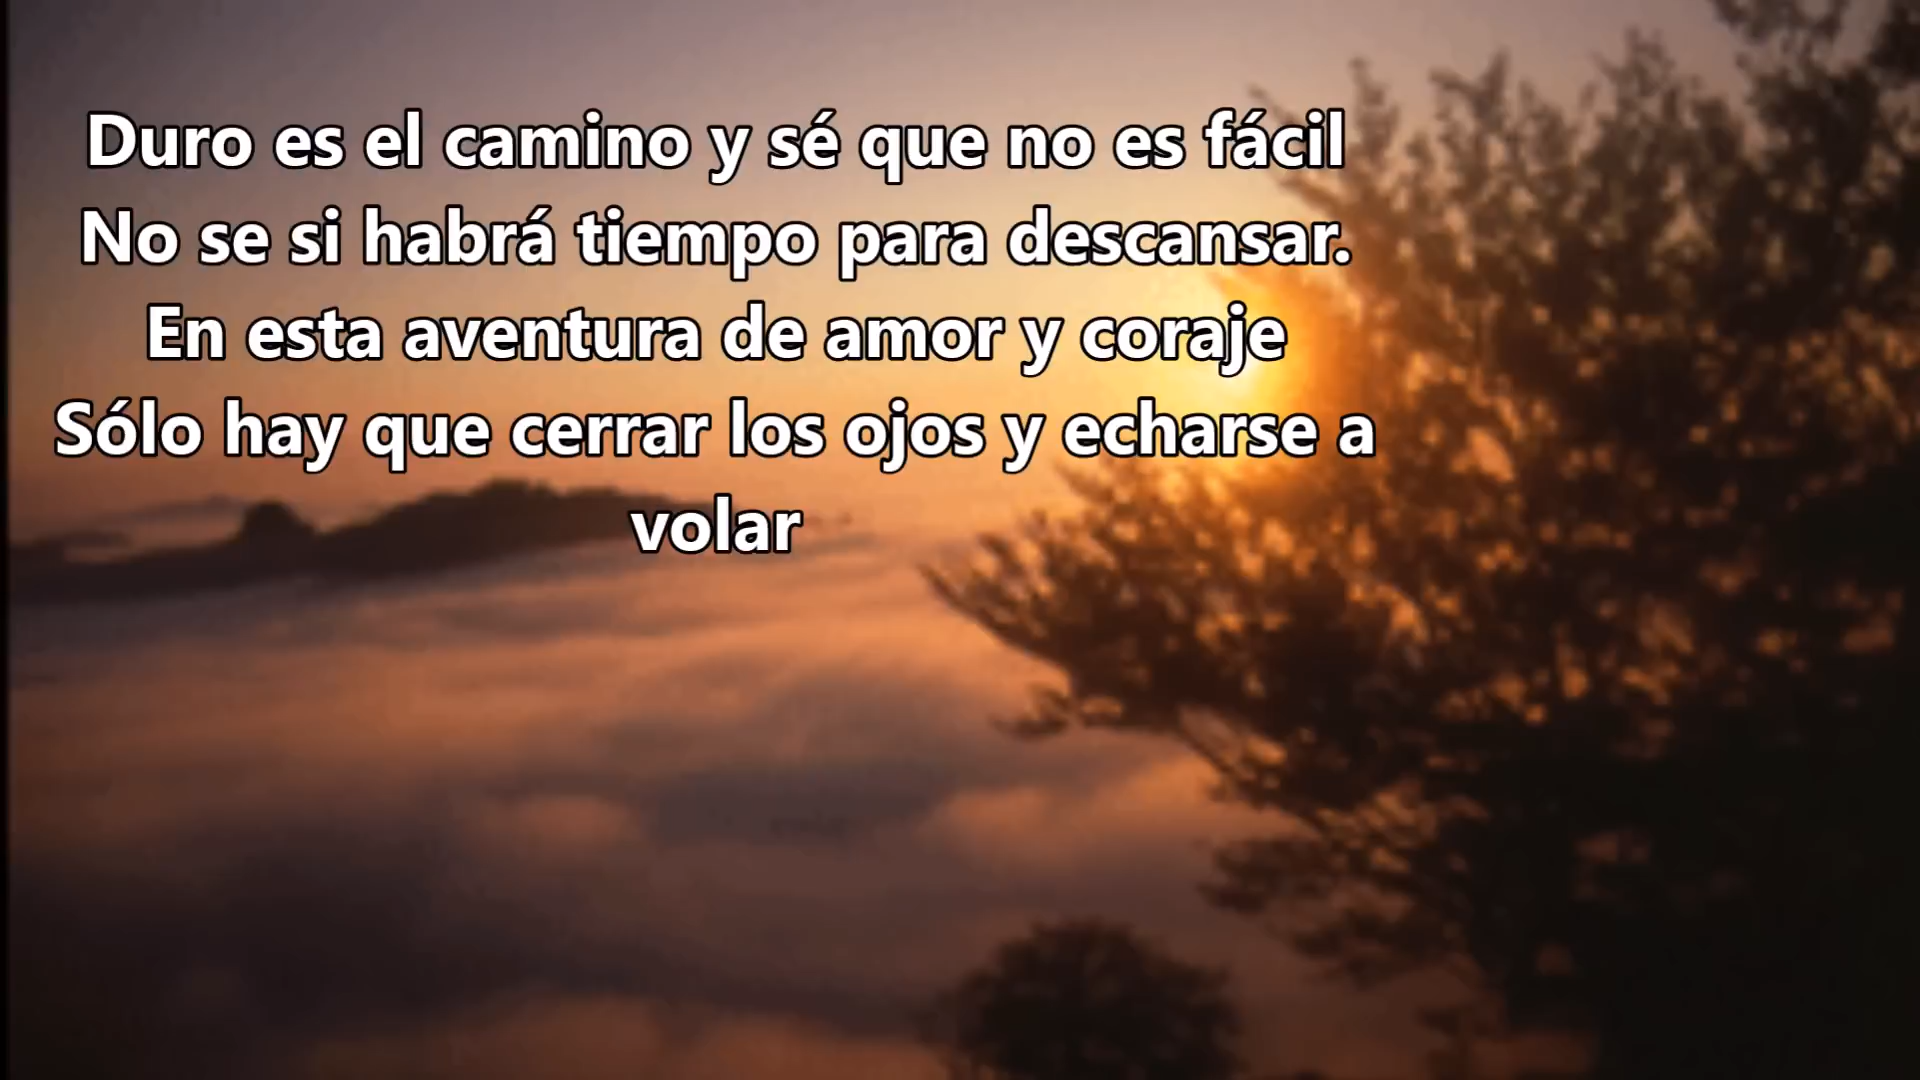 Duro es el camino y sé que no es fácil
No se si habrá tiempo para descansar.
En esta aventura de amor y coraje
Sólo hay que cerrar los ojos y echarse a
volar